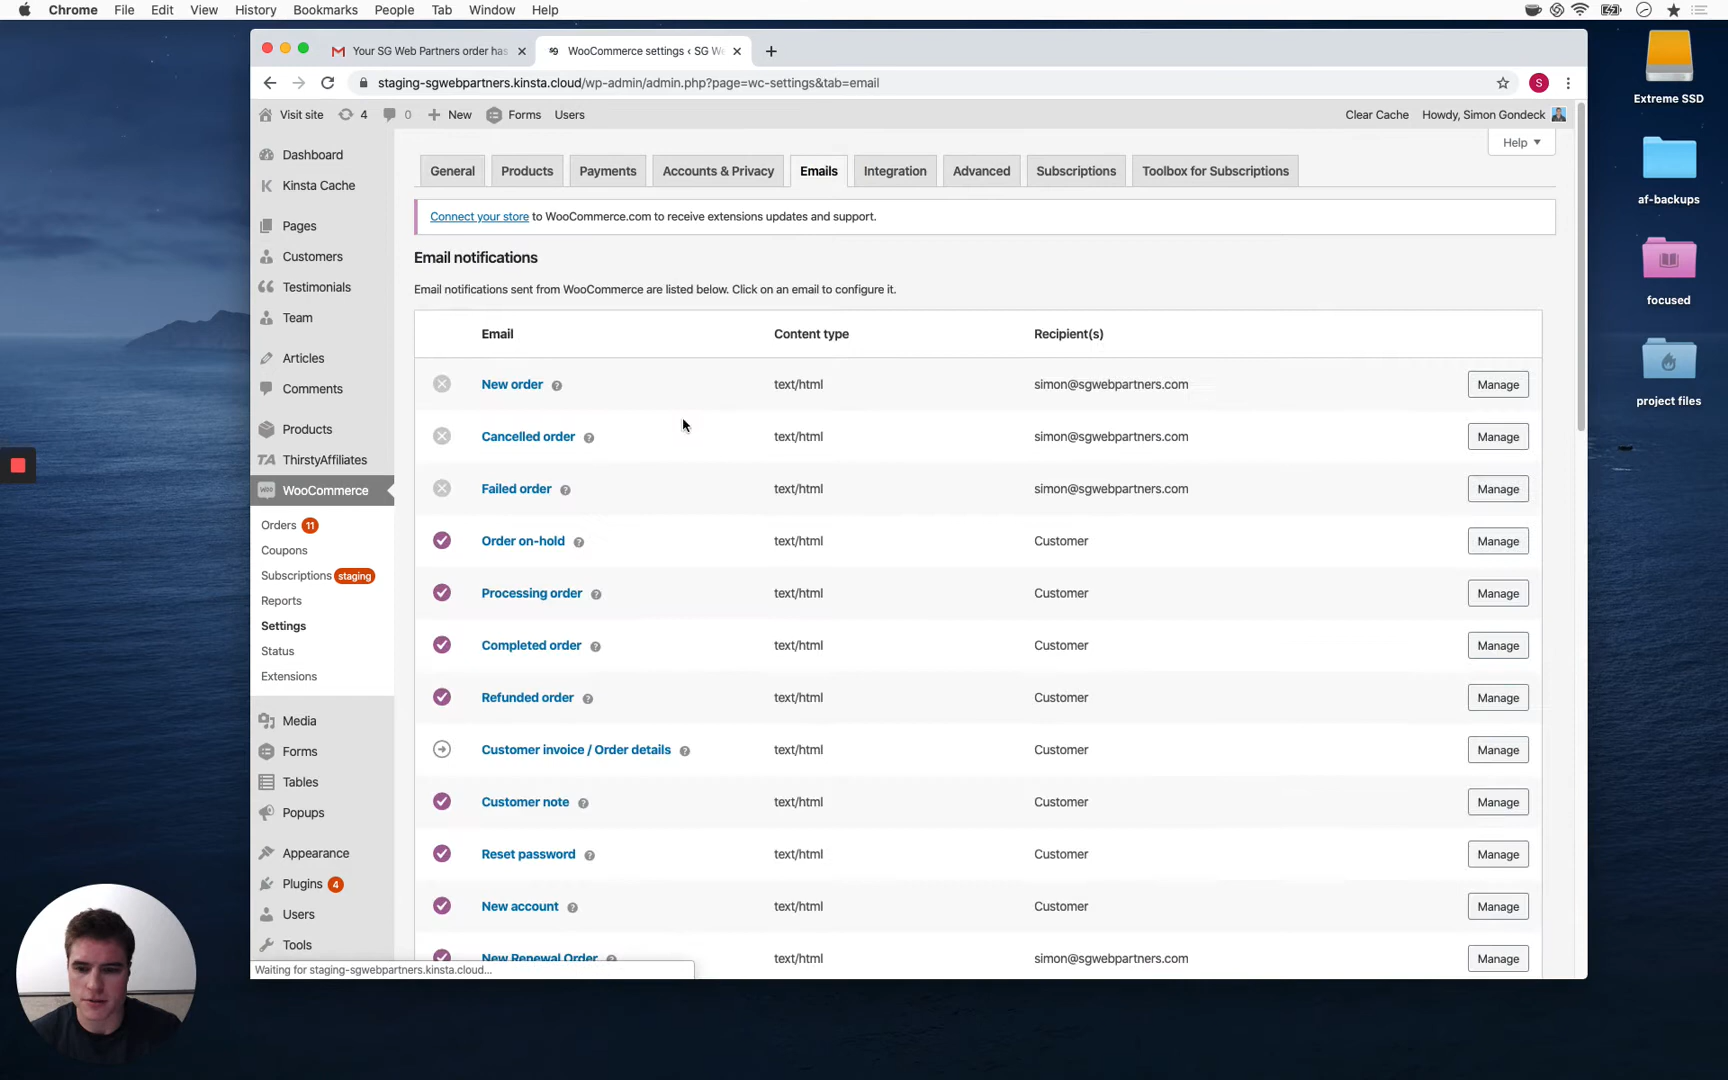 Chrome File Edit View History Bookmarks People Tab Window Help
Your SG Web Partners order has
WooCommerce settings ‹ SG We
staging-sgwebpartners.kinsta.cloud/wp-admin/admin.php?page=wc-settings&tab=email
S
Visit site 4 0 New Forms Users Clear Cache Howdy, Simon Gondeck
Help
Dashboard
Kinsta Cache
Pages
Customers
Testimonials
Team
Articles
Comments
Products
TA ThirstyAffiliates
WooCommerce
Orders 11
Coupons
Subscriptions staging
Reports
Settings
Status
Extensions
Media
Forms
Tables
Popups
Appearance
Plugins 4
Users
Tools
General Products Payments Accounts & Privacy Emails Integration Advanced Subscriptions Toolbox for Subscriptions
Connect your store to WooCommerce.com to receive extensions updates and support.
Email notifications
Email notifications sent from WooCommerce are listed below. Click on an email to configure it.
Email Content type Recipient(s)
New order text/html simon@sgwebpartners.com Manage
Cancelled order text/html simon@sgwebpartners.com Manage
Failed order text/html simon@sgwebpartners.com Manage
Order on-hold text/html Customer Manage
Processing order text/html Customer Manage
Completed order text/html Customer Manage
Refunded order text/html Customer Manage
Customer invoice / Order details text/html Customer Manage
Customer note text/html Customer Manage
Reset password text/html Customer Manage
New account text/html Customer Manage
New Renewal Order text/html simon@sgwebpartners.com Manage
Waiting for staging-sgwebpartners.kinsta.cloud...
Extreme SSD
af-backups
focused
project files